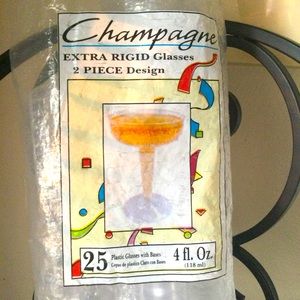 Champagne
EXTRA RIGID Glasses
2 PIECE Design
25 Plastic Glasses with Bases 4 fl. Oz.
Copas de plastico Claro con Bases (118 ml)